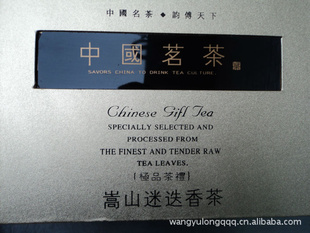 中國名茶◆韵傳天下
中國茗茶
SAVORS CHINA TO DRINK TEA CULTURE.
Chinese Gift Tea
SPECIALLY SELECTED AND
PROCESSED FROM
THE FINEST AND TENDER RAW
TEA LEAVES.
[極品茶禮]
嵩山迷迭香茶
wangyulongqqq.cn.alibaba.com